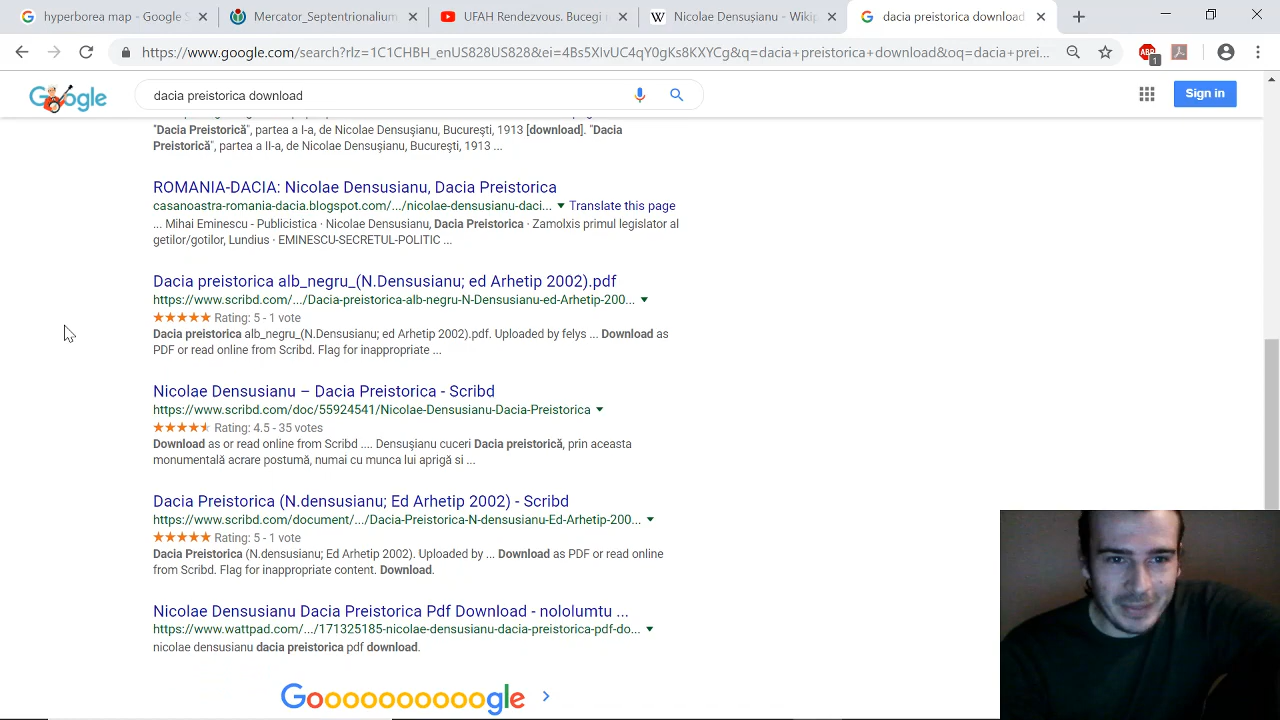 hyperborea map - Google S
Mercator_Septentrionalium
UFAH Rendezvous. Bucegi
Nicolae Densușianu - Wikip
dacia preistorica download
https://www.google.com/search?rlz=1C1CHBH_enUS828US828&ei=4Bs5XIvUC4qY0gKs8KXYCg&q=dacia+preistorica+download&oq=dacia+prei...
ABP
1
Google
dacia preistorica download
Sign in
"Dacia Preistorică", partea a I-a, de Nicolae Densușianu, București, 1913 [download]. "Dacia
Preistorică", partea a II-a, de Nicolae Densușianu, București, 1913 ...
ROMANIA-DACIA: Nicolae Densusianu, Dacia Preistorica
casanoastra-romania-dacia.blogspot.com/.../nicolae-densusianu-daci... Translate this page
... Mihai Eminescu - Publicistica · Nicolae Densusianu, Dacia Preistorica · Zamolxis primul legislator al
getilor/gotilor, Lundius · EMINESCU-SECRETUL-POLITIC ...
Dacia preistorica alb_negru_(N.Densusianu; ed Arhetip 2002).pdf
https://www.scribd.com/.../Dacia-preistorica-alb-negru-N-Densusianu-ed-Arhetip-200...
Rating: 5 - 1 vote
Dacia preistorica alb_negru_(N.Densusianu; ed Arhetip 2002).pdf. Uploaded by felys ... Download as
PDF or read online from Scribd. Flag for inappropriate ...
Nicolae Densusianu – Dacia Preistorica - Scribd
https://www.scribd.com/doc/55924541/Nicolae-Densusianu-Dacia-Preistorica
Rating: 4.5 - 35 votes
Download as or read online from Scribd .... Densușianu cuceri Dacia preistorică, prin aceasta
monumentală acrare postumă, numai cu munca lui aprigă si ...
Dacia Preistorica (N.densusianu; Ed Arhetip 2002) - Scribd
https://www.scribd.com/document/.../Dacia-Preistorica-N-densusianu-Ed-Arhetip-200...
Rating: 5 - 1 vote
Dacia Preistorica (N.densusianu; Ed Arhetip 2002). Uploaded by ... Download as PDF or read online
from Scribd. Flag for inappropriate content. Download.
Nicolae Densusianu Dacia Preistorica Pdf Download - nololumtu ...
https://www.wattpad.com/.../171325185-nicolae-densusianu-dacia-preistorica-pdf-do...
nicolae densusianu dacia preistorica pdf download.
Goooooooooogle